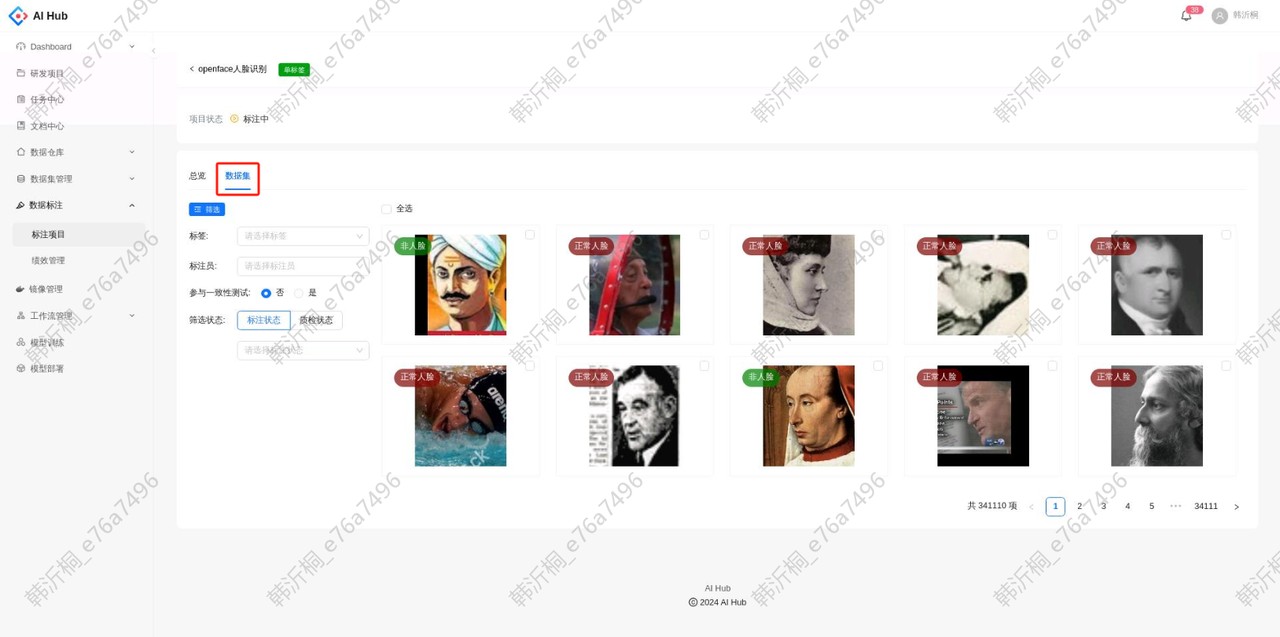 AI Hub
38
韩沂桐
Dashboard
研发项目
任务中心
文档中心
数据仓库
数据集管理
数据标注
标注项目
绩效管理
镜像管理
工作流管理
模型训练
模型部署
< openface人脸识别 单标签
项目状态 标注中
总览 数据集
筛选 全选
标签: 请选择标签
标注员: 请选择标注员
参与一致性测试: 否 是
筛选状态: 标注状态 质检状态
请选择标注状态
非人脸 正常人脸 正常人脸 正常人脸 正常人脸
正常人脸 正常人脸 非人脸 正常人脸 正常人脸
共 341110 项 < 1 2 3 4 5 ··· 34111 >
AI Hub
© 2024 AI Hub
韩沂桐_e76a7496